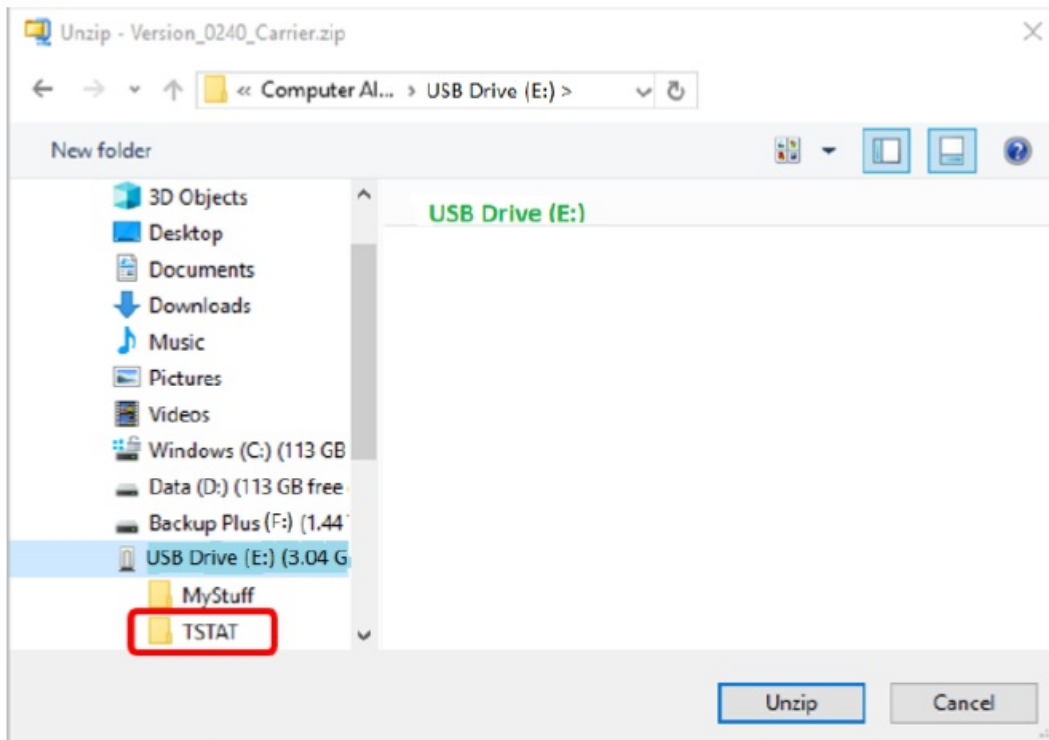 Unzip - Version_0240_Carrier.zip
« Computer Al... › USB Drive (E:) >
New folder
3D Objects
USB Drive (E:)
Desktop
Documents
Downloads
Music
Pictures
Videos
Windows (C:) (113 GB
Data (D:) (113 GB free
Backup Plus (F:) (1.44
USB Drive (E:) (3.04 G
MyStuff
TSTAT
Unzip Cancel